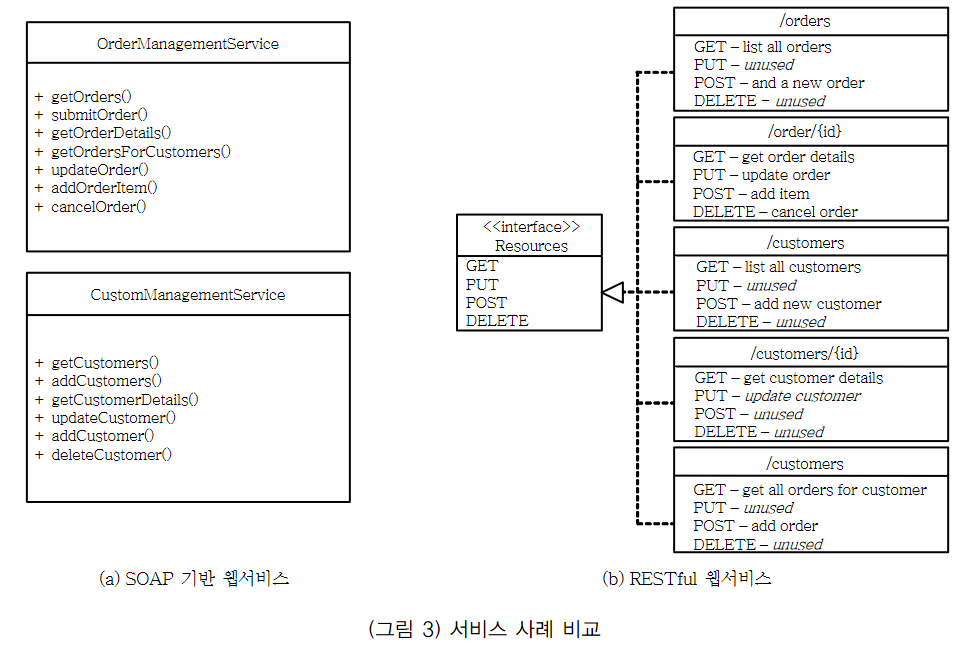 OrderManagementService
+ getOrders()
+ submitOrder()
+ getOrderDetails()
+ getOrdersForCustomers()
+ updateOrder()
+ addOrderItem()
+ cancelOrder()
CustomManagementService
+ getCustomers()
+ addCustomers()
+ getCustomerDetails()
+ updateCustomer()
+ addCustomer()
+ deleteCustomer()
(a) SOAP 기반 웹서비스
<<interface>>
Resources
GET
PUT
POST
DELETE
/orders
GET – list all orders
PUT – unused
POST – and a new order
DELETE – unused
/order/{id}
GET – get order details
PUT – update order
POST – add item
DELETE – cancel order
/customers
GET – list all customers
PUT – unused
POST – add new customer
DELETE – unused
/customers/{id}
GET – get customer details
PUT – update customer
POST – unused
DELETE – unused
/customers
GET – get all orders for customer
PUT – unused
POST – add order
DELETE – unused
(b) RESTful 웹서비스
(그림 3) 서비스 사례 비교